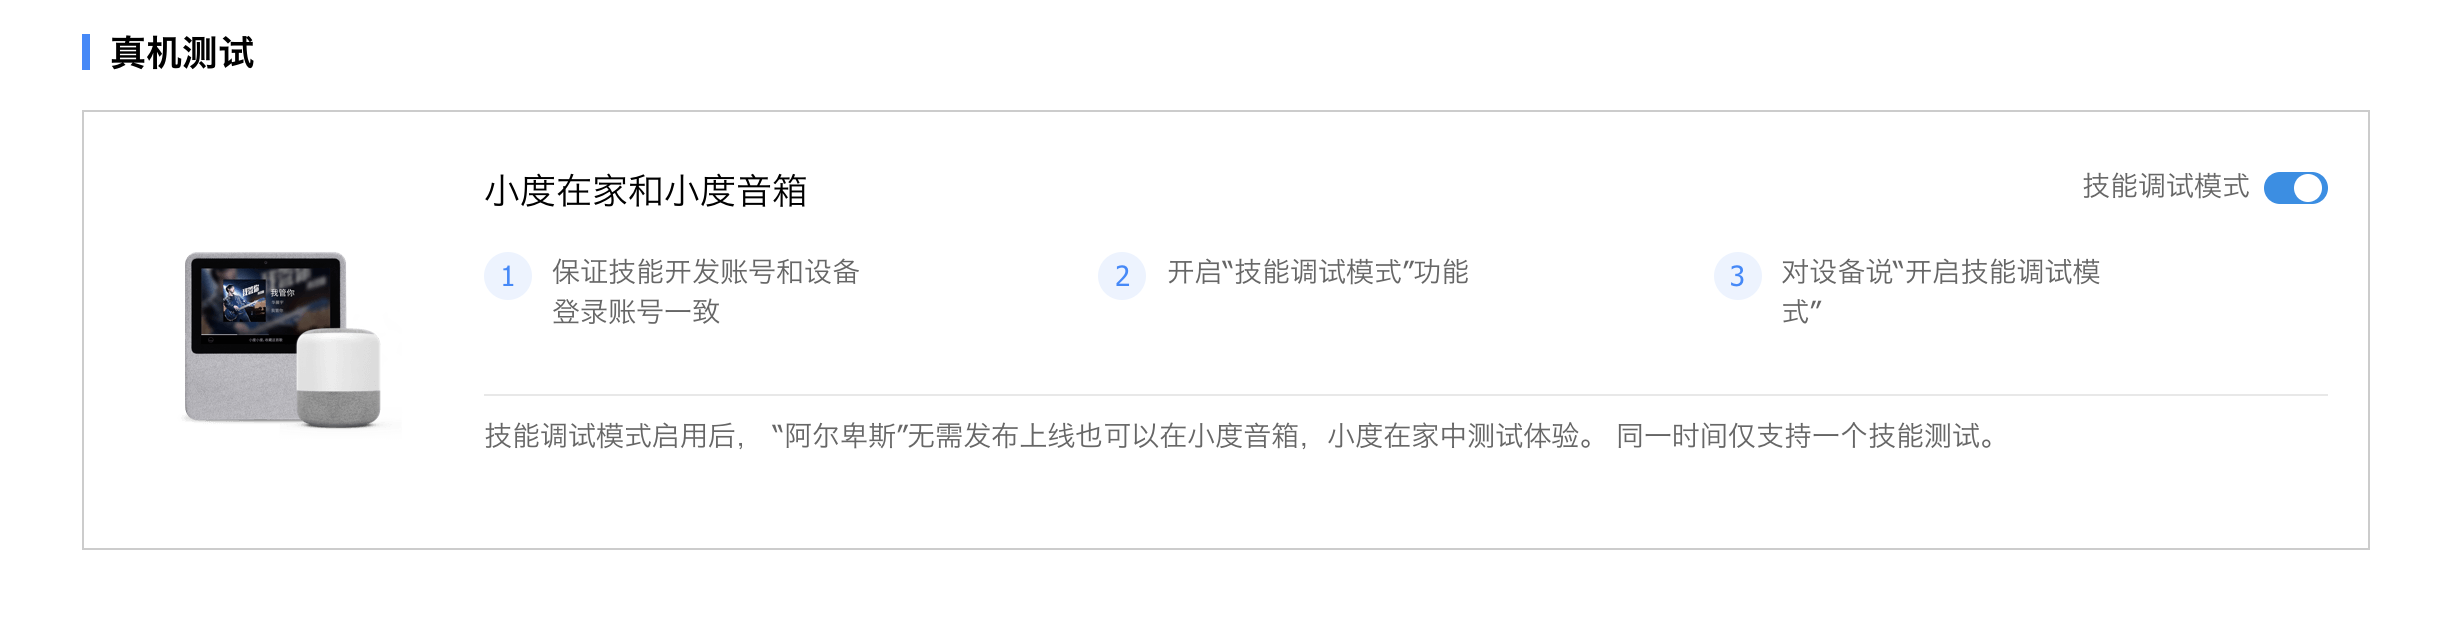 真机测试
小度在家和小度音箱
技能调试模式
1 保证技能开发账号和设备
登录账号一致
2 开启“技能调试模式”功能
3 对设备说“开启技能调试模
式”
我管你
技能调试模式启用后，“阿尔卑斯”无需发布上线也可以在小度音箱，小度在家中测试体验。 同一时间仅支持一个技能测试。